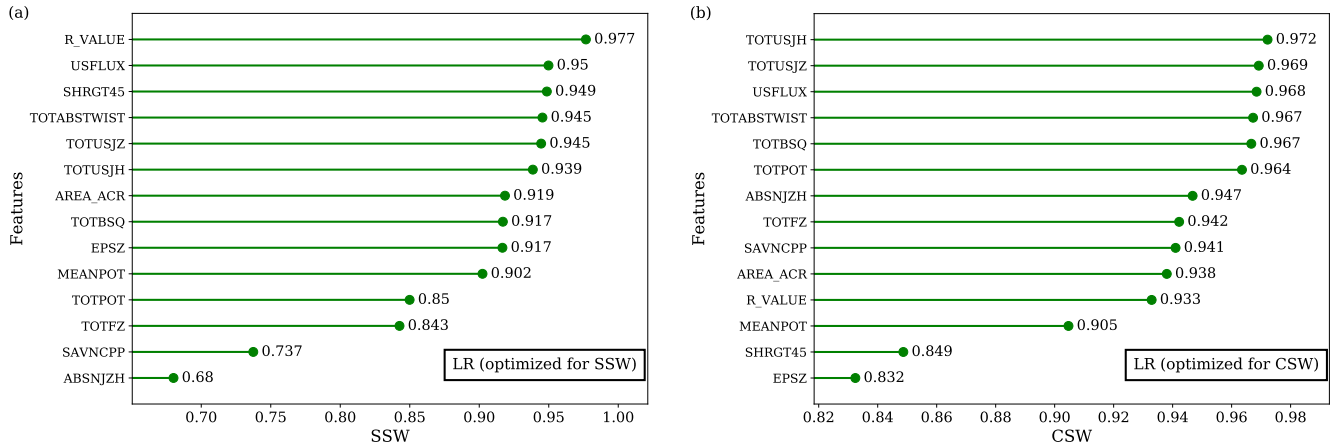 (a)
R_VALUE 0.977
USFLUX 0.95
SHRGT45 0.949
TOTABSTWIST 0.945
TOTUSJZ 0.945
TOTUSJH 0.939
AREA_ACR 0.919
TOTBSQ 0.917
EPSZ 0.917
MEANPOT 0.902
TOTPOT 0.85
TOTFZ 0.843
SAVNCPP 0.737
ABSNJZH 0.68
Features
LR (optimized for SSW)
0.70 0.75 0.80 0.85 0.90 0.95 1.00
SSW
(b)
TOTUSJH 0.972
TOTUSJZ 0.969
USFLUX 0.968
TOTABSTWIST 0.967
TOTBSQ 0.967
TOTPOT 0.964
ABSNJZH 0.947
TOTFZ 0.942
SAVNCPP 0.941
AREA_ACR 0.938
R_VALUE 0.933
MEANPOT 0.905
SHRGT45 0.849
EPSZ 0.832
Features
LR (optimized for CSW)
0.82 0.84 0.86 0.88 0.90 0.92 0.94 0.96 0.98
CSW